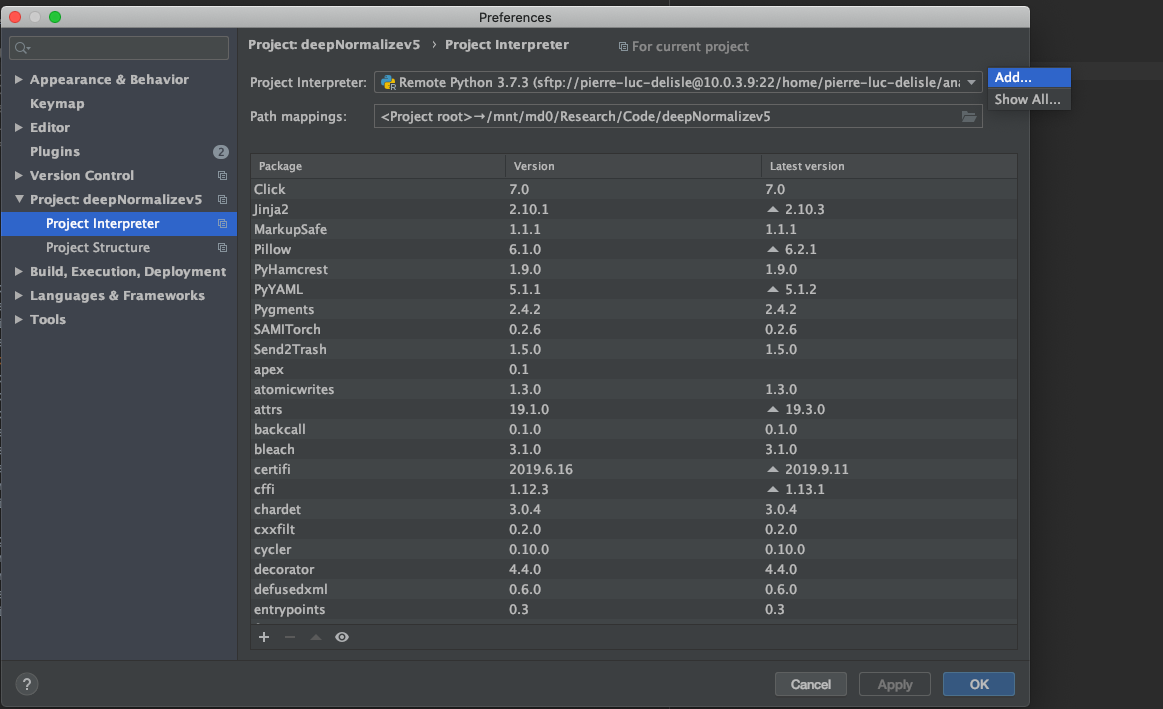 Preferences
Project: deepNormalizev5 › Project Interpreter For current project
Appearance & Behavior
Keymap
Editor
Plugins 2
Version Control
Project: deepNormalizev5
Project Interpreter
Project Structure
Build, Execution, Deployment
Languages & Frameworks
Tools
Project Interpreter: Remote Python 3.7.3 (sftp://pierre-luc-delisle@10.0.3.9:22/home/pierre-luc-delisle/ana
Add...
Show All...
Path mappings: <Project root>→/mnt/md0/Research/Code/deepNormalizev5
Package Version Latest version
Click 7.0 7.0
Jinja2 2.10.1 2.10.3
MarkupSafe 1.1.1 1.1.1
Pillow 6.1.0 6.2.1
PyHamcrest 1.9.0 1.9.0
PyYAML 5.1.1 5.1.2
Pygments 2.4.2 2.4.2
SAMITorch 0.2.6 0.2.6
Send2Trash 1.5.0 1.5.0
apex 0.1
atomicwrites 1.3.0 1.3.0
attrs 19.1.0 19.3.0
backcall 0.1.0 0.1.0
bleach 3.1.0 3.1.0
certifi 2019.6.16 2019.9.11
cffi 1.12.3 1.13.1
chardet 3.0.4 3.0.4
cxxfilt 0.2.0 0.2.0
cycler 0.10.0 0.10.0
decorator 4.4.0 4.4.0
defusedxml 0.6.0 0.6.0
entrypoints 0.3 0.3
? Cancel Apply OK